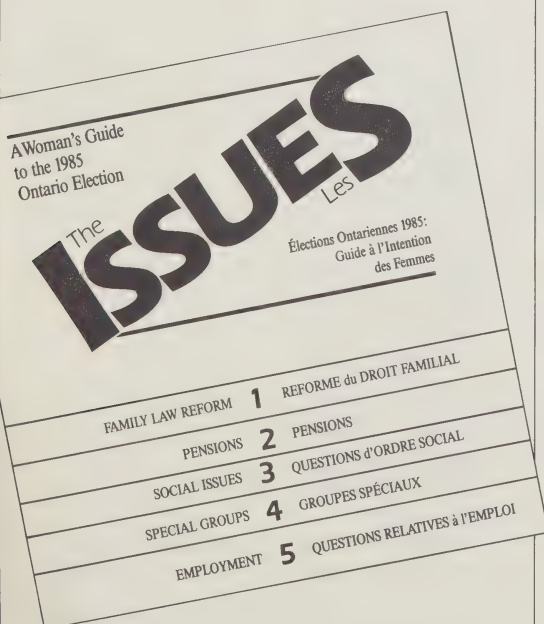 A Woman's Guide
to the 1985
Ontario Election
The Les
ISSUES
Élections Ontariennes 1985:
Guide à l'Intention
des Femmes
FAMILY LAW REFORM 1 REFORME du DROIT FAMILIAL
PENSIONS 2 PENSIONS
SOCIAL ISSUES 3 QUESTIONS d'ORDRE SOCIAL
SPECIAL GROUPS 4 GROUPES SPÉCIAUX
EMPLOYMENT 5 QUESTIONS RELATIVES à l'EMPLOI